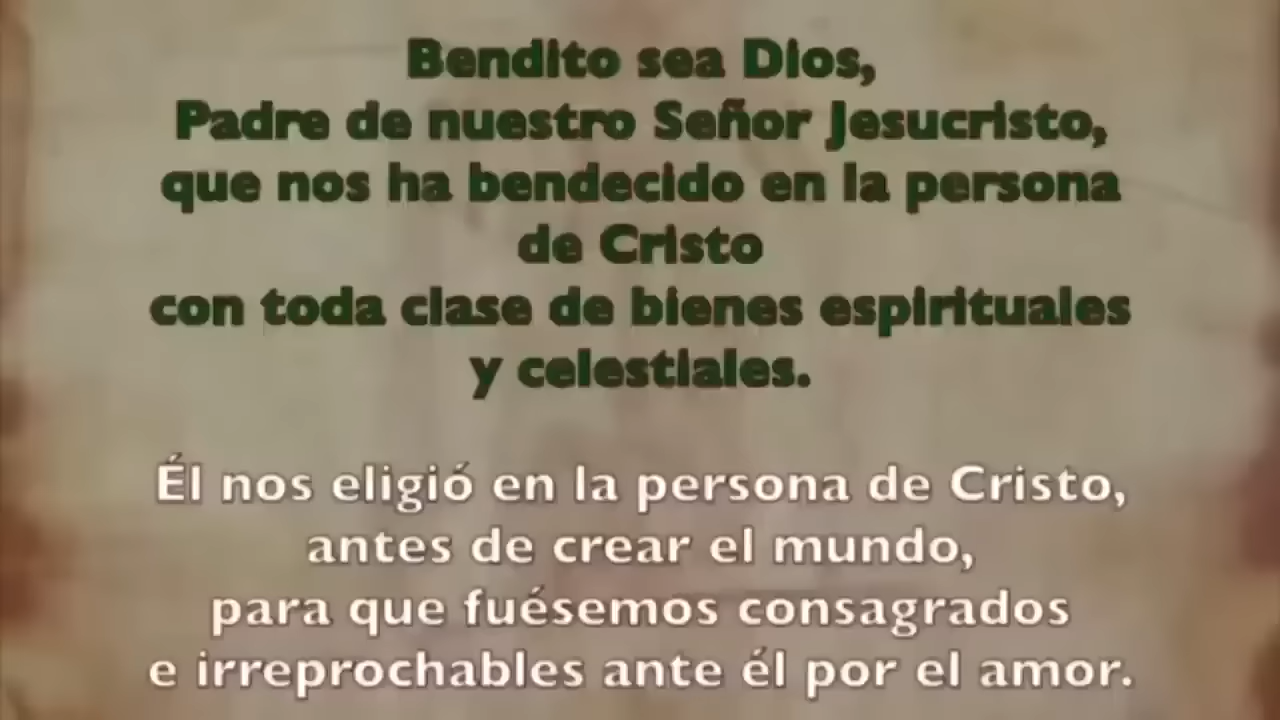 Bendito sea Dios,
Padre de nuestro Señor Jesucristo,
que nos ha bendecido en la persona
de Cristo
con toda clase de bienes espirituales
y celestiales.
Él nos eligió en la persona de Cristo,
antes de crear el mundo,
para que fuésemos consagrados
e irreprochables ante él por el amor.